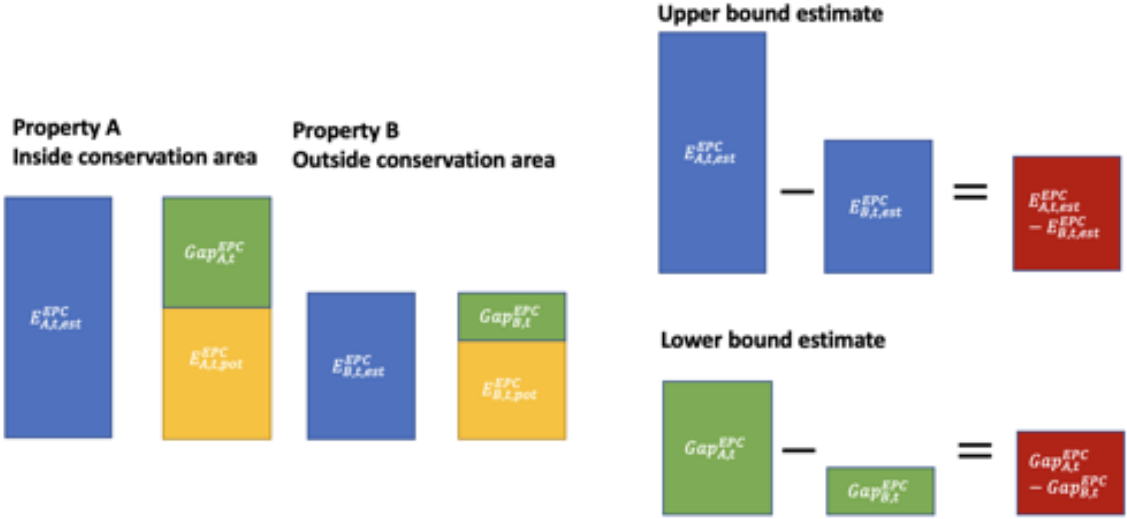 Property A
Inside conservation area
E^{EPC}_{A,t,est}
Gap^{EPC}_{A,t}
E^{EPC}_{A,t,pot}
Property B
Outside conservation area
E^{EPC}_{B,t,est}
Gap^{EPC}_{B,t}
E^{EPC}_{B,t,pot}
Upper bound estimate
E^{EPC}_{A,t,est}
−
E^{EPC}_{B,t,est}
=
E^{EPC}_{A,t,est}
− E^{EPC}_{B,t,est}
Lower bound estimate
Gap^{EPC}_{A,t}
−
Gap^{EPC}_{B,t}
=
Gap^{EPC}_{A,t}
− Gap^{EPC}_{B,t}